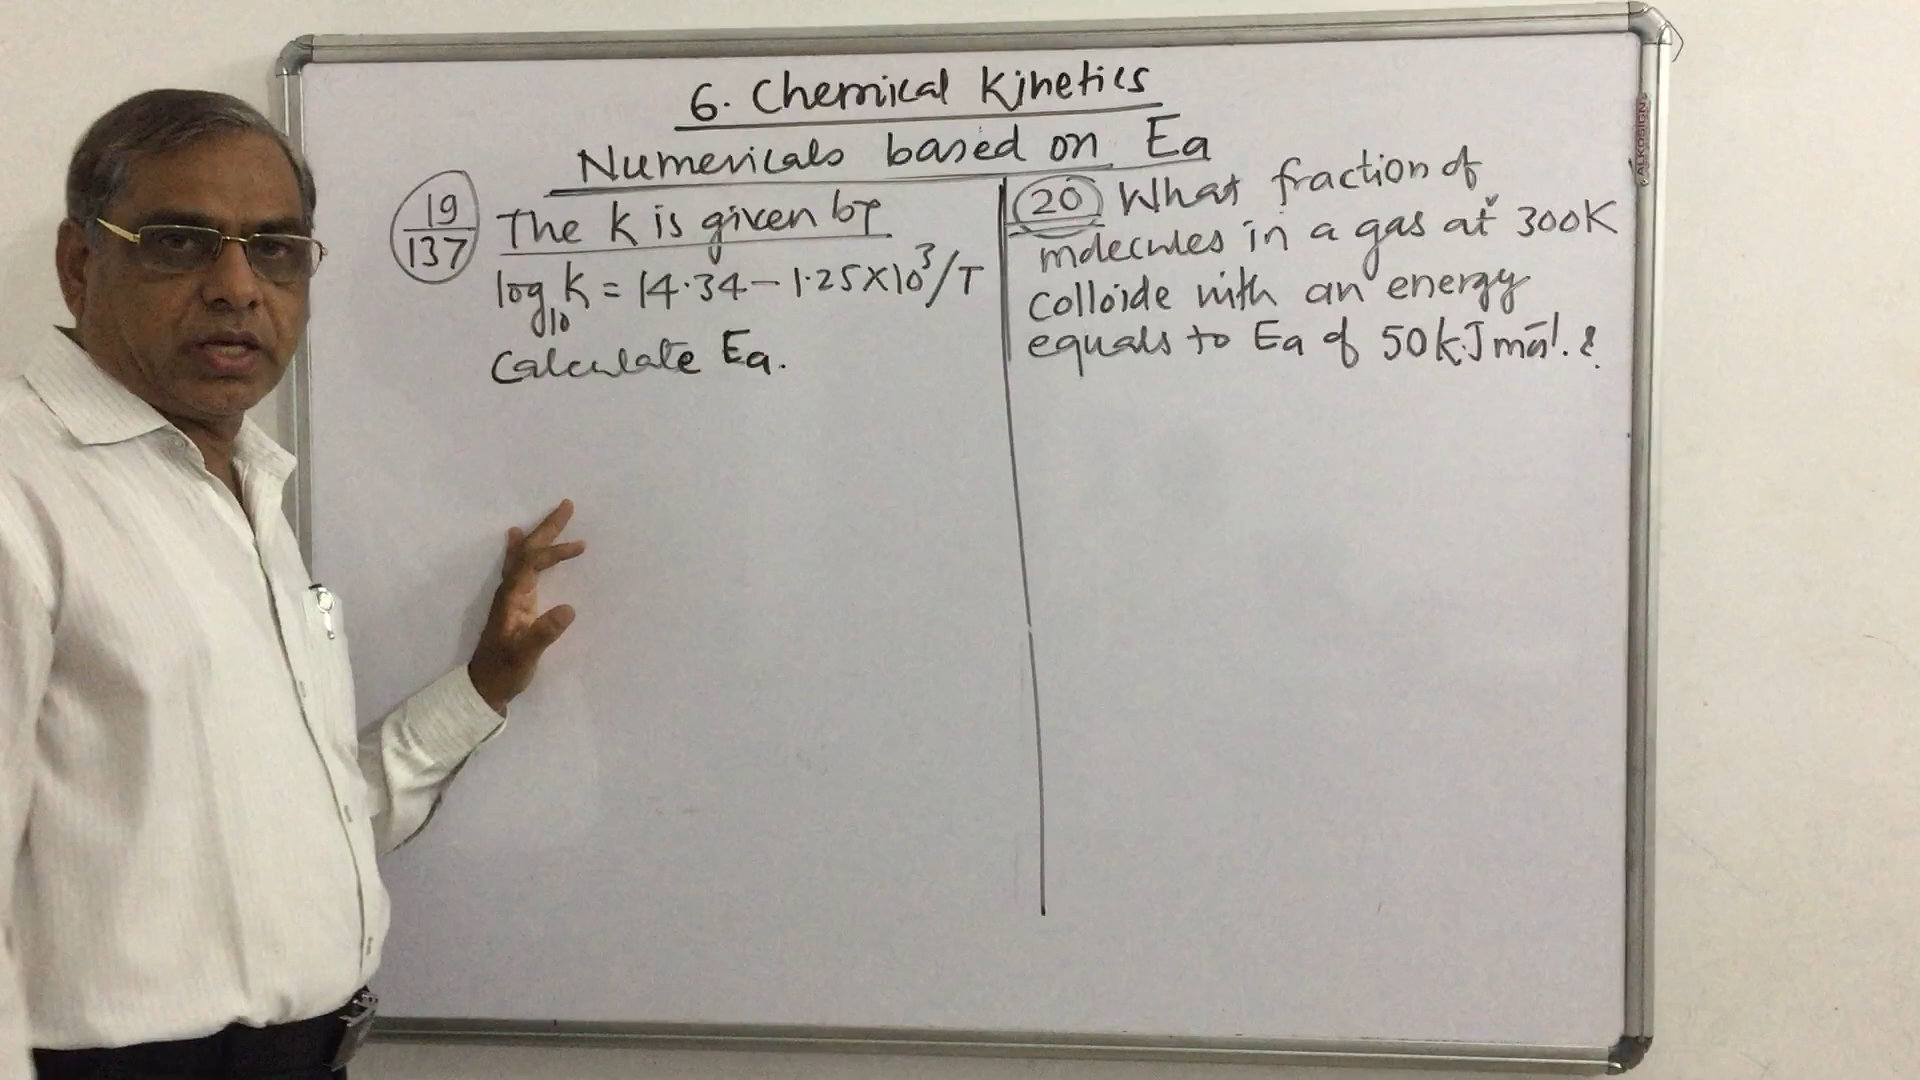 6. Chemical Kinetics
Numericals based on Ea
19
137
The K is given by
log10 K = 14.34 - 1.25 X 10³/T
Calculate Ea.
20 What fraction of
molecules in a gas at 300K
Colloide with an energy
equals to Ea of 50kJ mol⁻¹. ?
ALKOSIGN